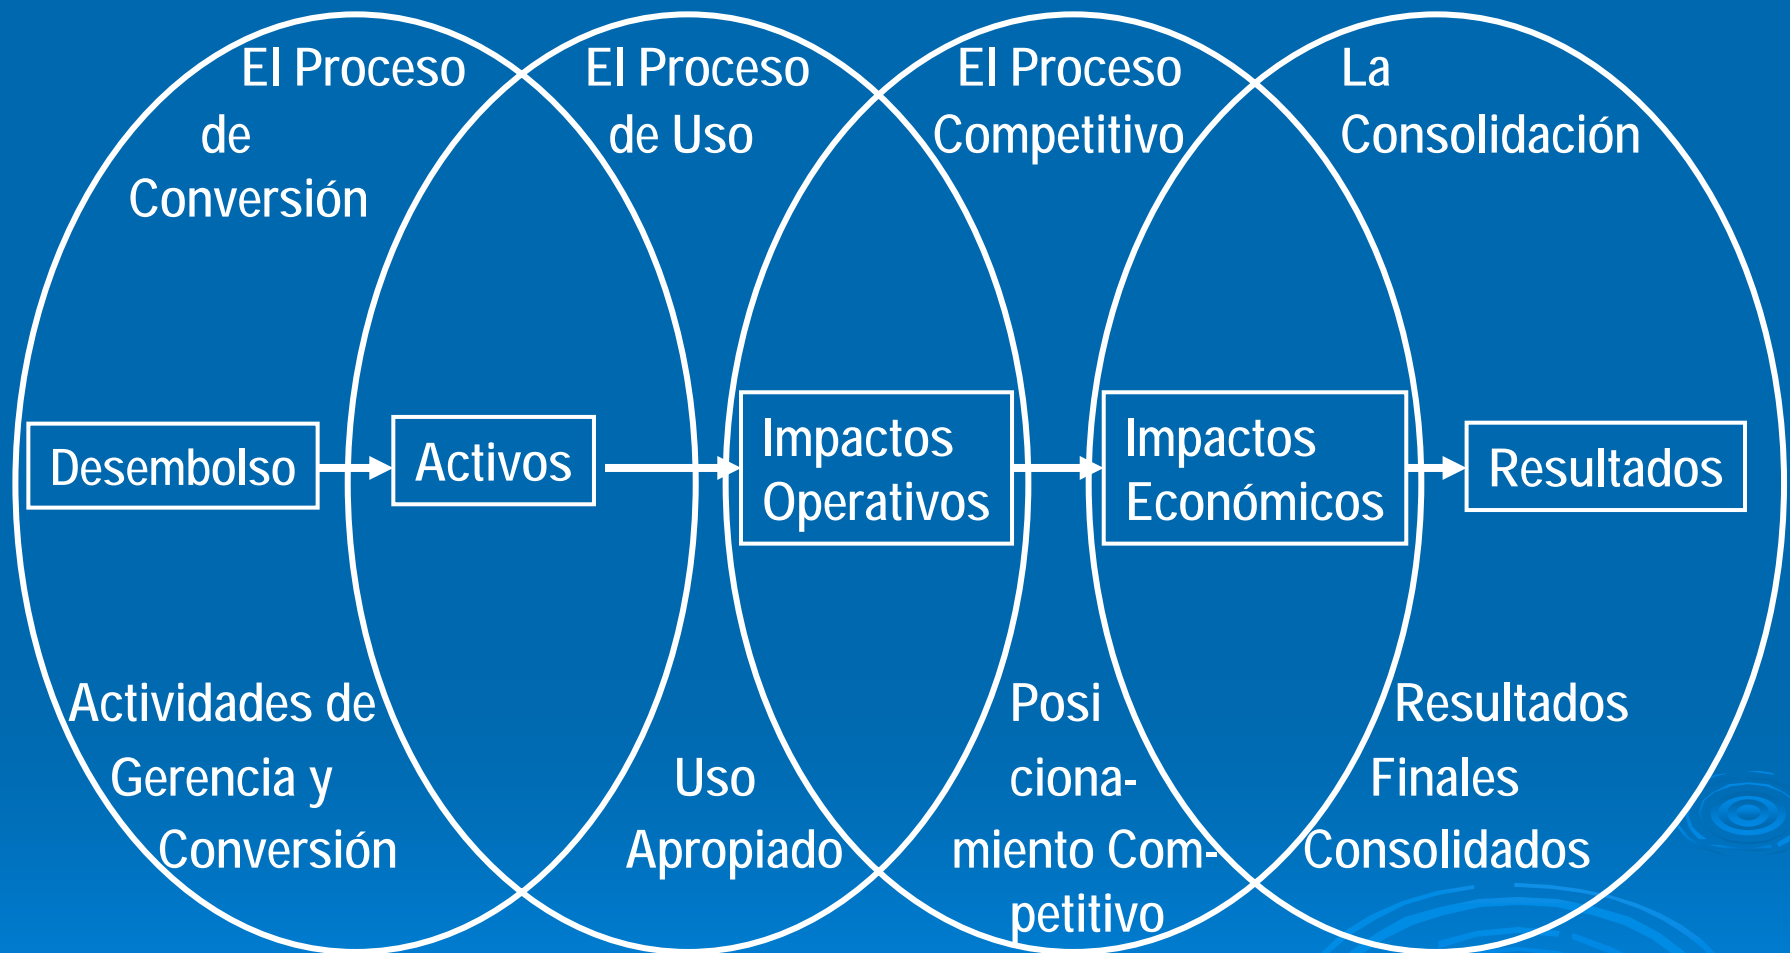 El Proceso
de
Conversión
El Proceso
de Uso
El Proceso
Competitivo
La
Consolidación
Desembolso
Activos
Impactos
Operativos
Impactos
Económicos
Resultados
Actividades de
Gerencia y
Conversión
Uso
Apropiado
Posi
ciona-
miento Com-
petitivo
Resultados
Finales
Consolidados